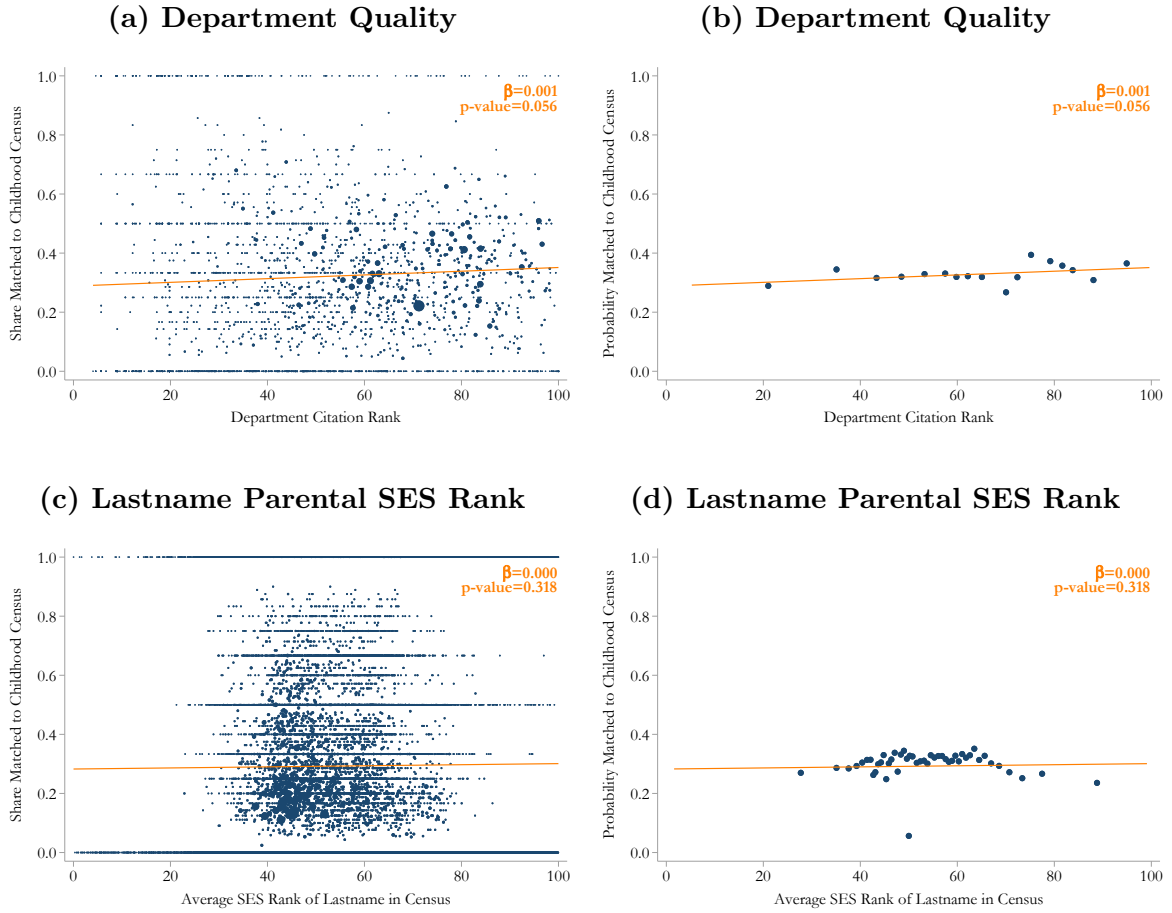 (a) Department Quality
(b) Department Quality
Share Matched to Childhood Census
1.0
0.8
0.6
0.4
0.2
0.0
β=0.001
p-value=0.056
0 20 40 60 80 100
Department Citation Rank
Probability Matched to Childhood Census
1.0
0.8
0.6
0.4
0.2
0.0
β=0.001
p-value=0.056
0 20 40 60 80 100
Department Citation Rank
(c) Lastname Parental SES Rank
(d) Lastname Parental SES Rank
Share Matched to Childhood Census
1.0
0.8
0.6
0.4
0.2
0.0
β=0.000
p-value=0.318
0 20 40 60 80 100
Average SES Rank of Lastname in Census
Probability Matched to Childhood Census
1.0
0.8
0.6
0.4
0.2
0.0
β=0.000
p-value=0.318
0 20 40 60 80 100
Average SES Rank of Lastname in Census